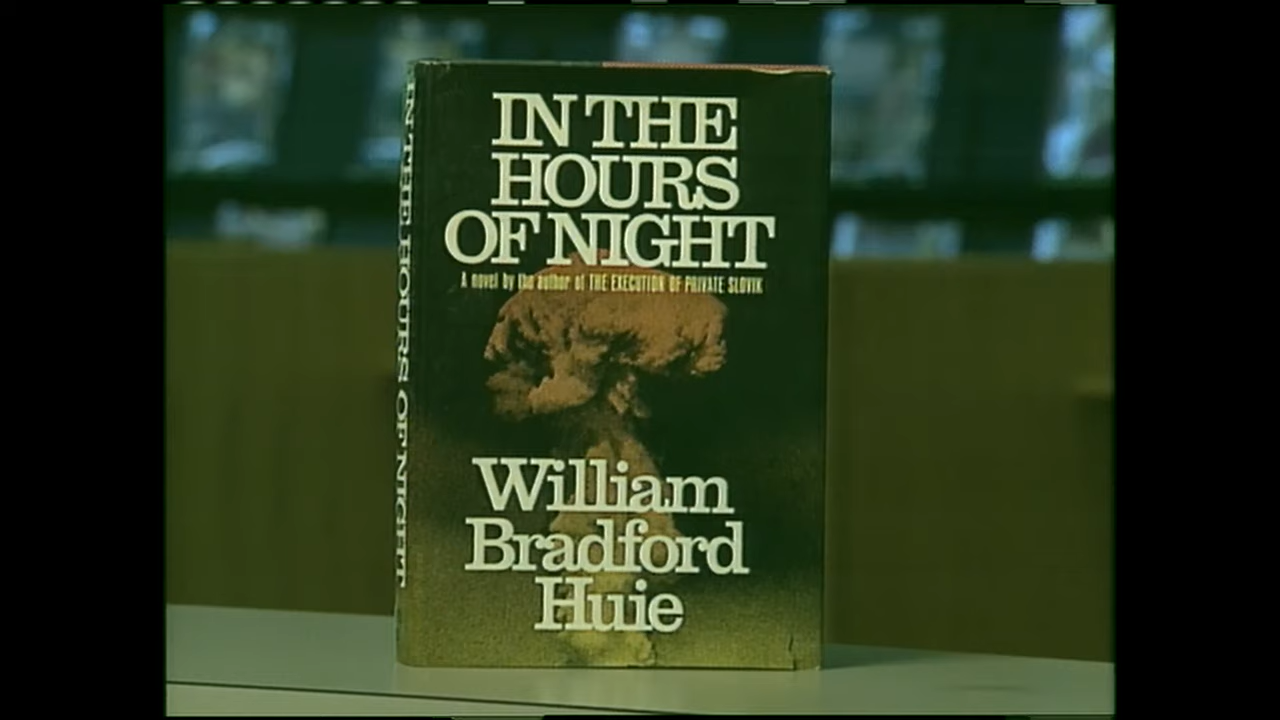 IN THE
HOURS
OF NIGHT
A novel by the author of THE EXECUTION OF PRIVATE SLOVIK
William
Bradford
Huie
IN THE HOURS OF NIGHT